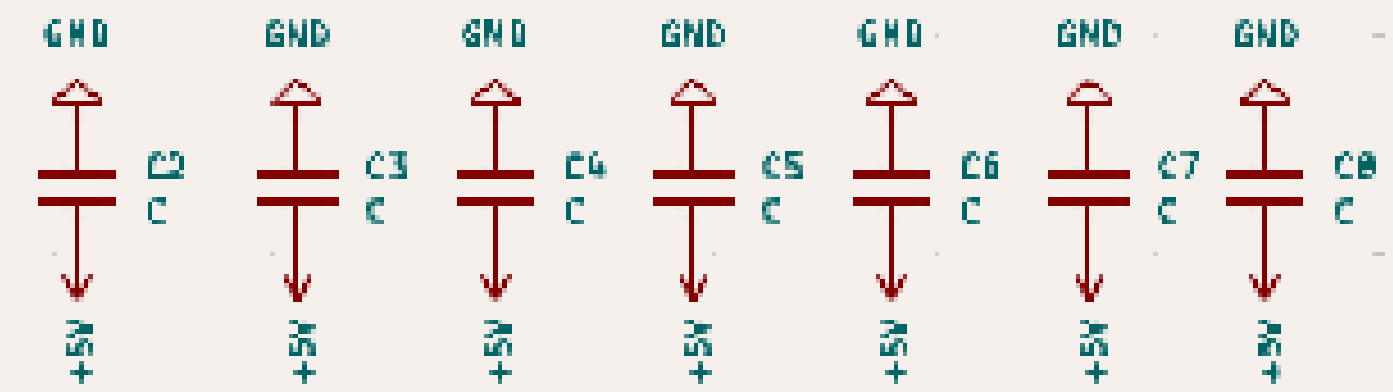 GND GND GND GND GND GND GND
C2 C3 C4 C5 C6 C7 C8
C C C C C C C
+5V +5V +5V +5V +5V +5V +5V